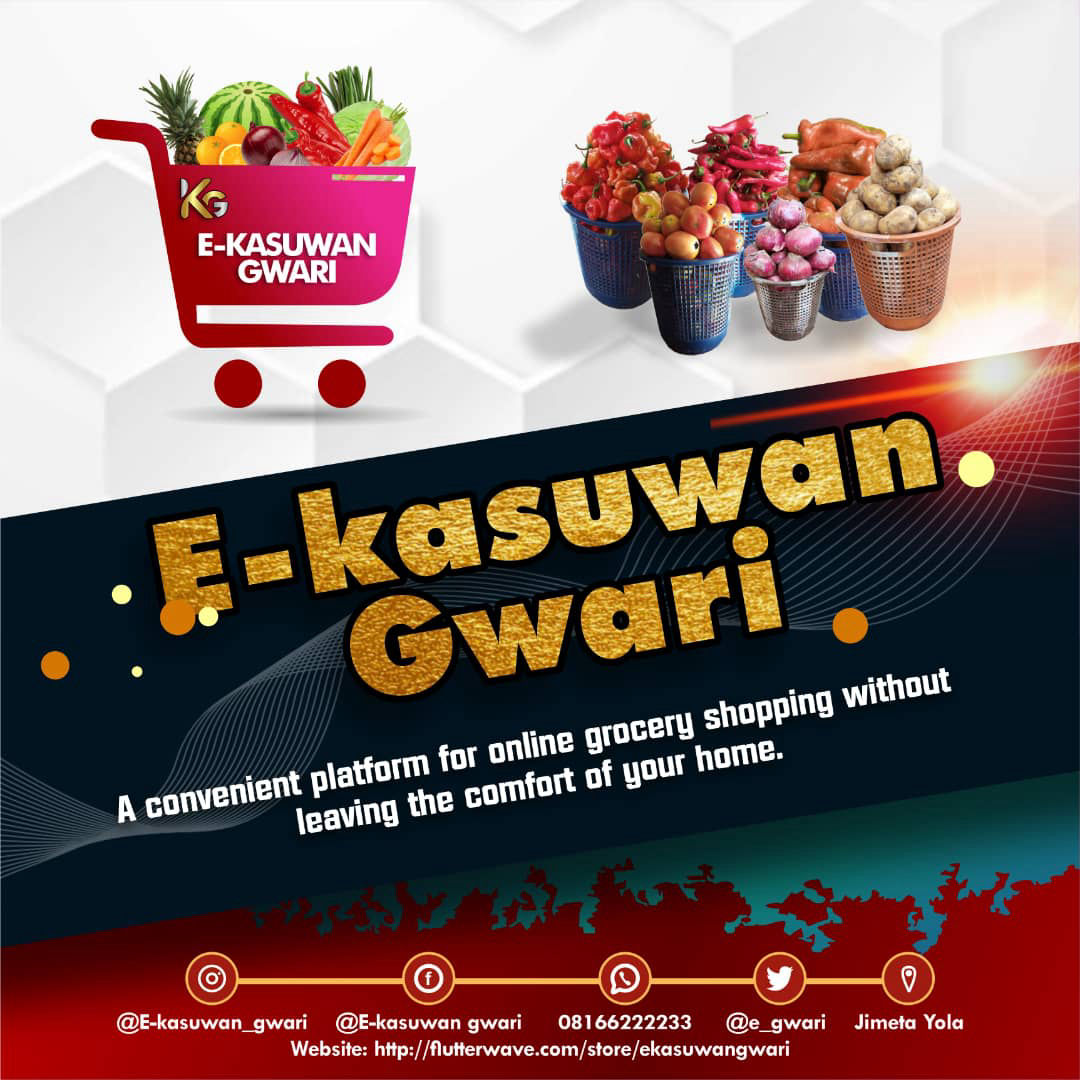 KG
E-KASUWAN
GWARI
E-kasuwan
Gwari
A convenient platform for online grocery shopping without
leaving the comfort of your home.
@E-kasuwan_gwari @E-kasuwan gwari 08166222233 @e_gwari Jimeta Yola
Website: http://flutterwave.com/store/ekasuwangwari